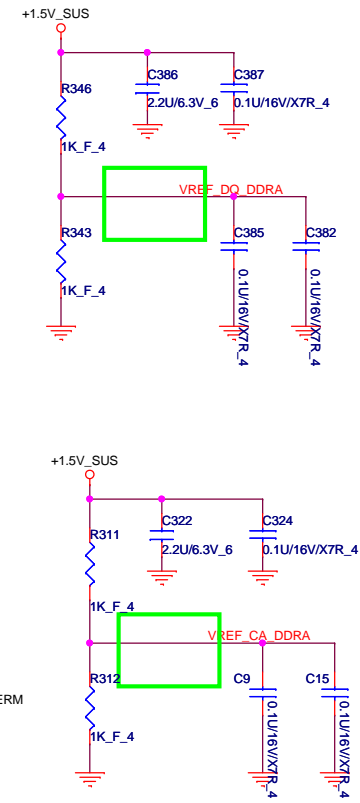 +1.5V_SUS
C386
C387
R346
2.2U/6.3V_6
0.1U/16V/X7R_4
1K_F_4
VREF_DQ_DDRA
R343
C385
C382
1K_F_4
0.1U/16V/X7R_4
0.1U/16V/X7R_4
+1.5V_SUS
C322
C324
R311
2.2U/6.3V_6
0.1U/16V/X7R_4
1K_F_4
VREF_CA_DDRA
R312
C9
C15
ERM
1K_F_4
0.1U/16V/X7R_4
0.1U/16V/X7R_4